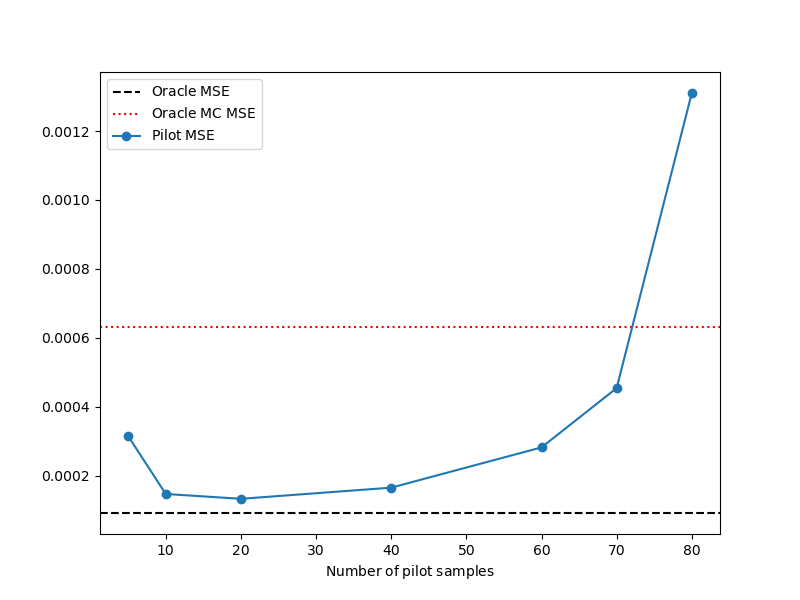 Oracle MSE
Oracle MC MSE
Pilot MSE
0.0012
0.0010
0.0008
0.0006
0.0004
0.0002
10 20 30 40 50 60 70 80
Number of pilot samples